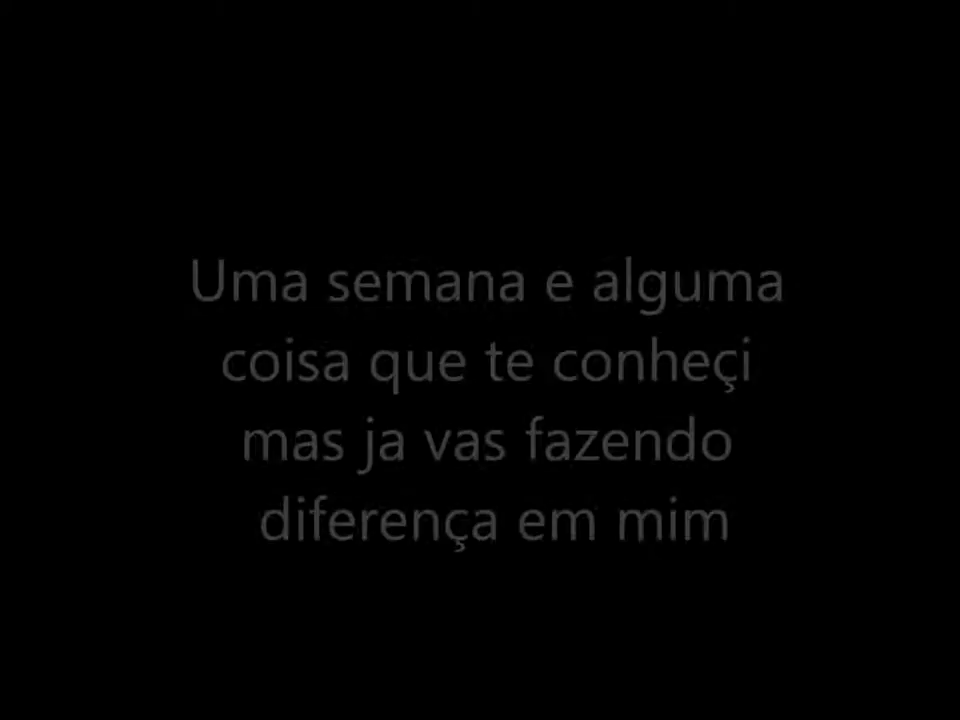 Uma semana e alguma
coisa que te conheçi
mas ja vas fazendo
diferença em mim